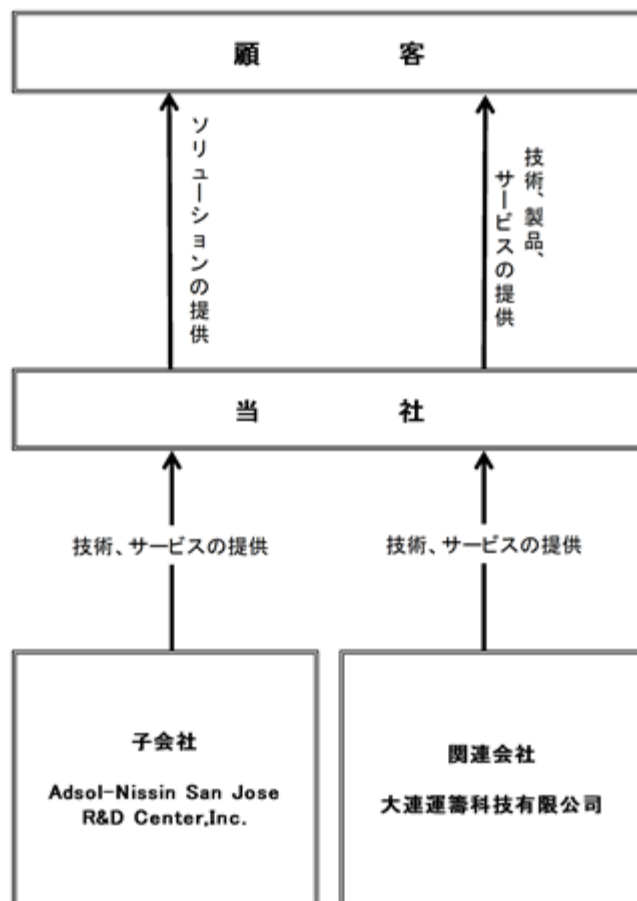 顧客
ソリューションの提供
技術、製品、
サービスの提供
当社
技術、サービスの提供
技術、サービスの提供
子会社
Adsol-Nissin San Jose
R&D Center,Inc.
関連会社
大連運籌科技有限公司